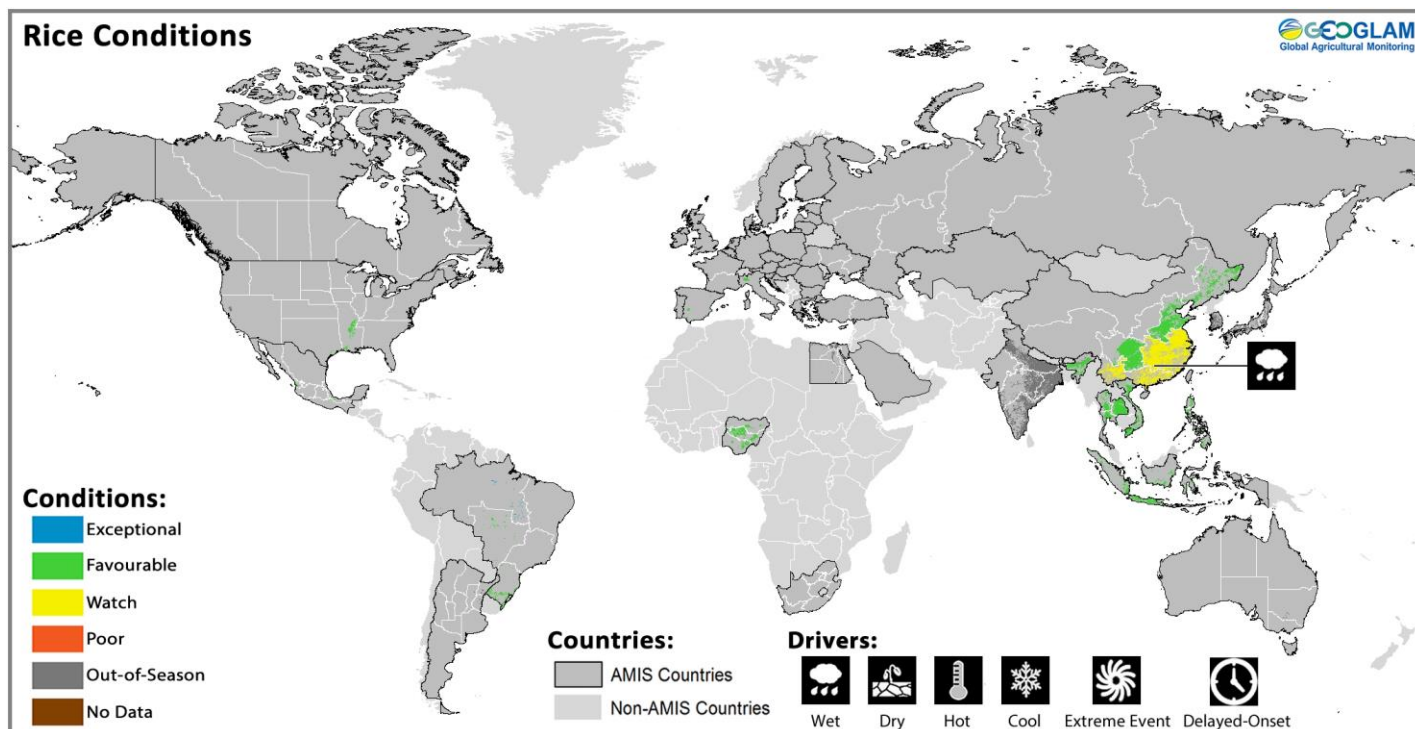 Rice Conditions
GEOGLAM
Global Agricultural Monitoring
Conditions:
Exceptional
Favourable
Watch
Poor
Out-of-Season
No Data
Countries:
AMIS Countries
Non-AMIS Countries
Drivers:
Wet
Dry
Hot
Cool
Extreme Event
Delayed-Onset